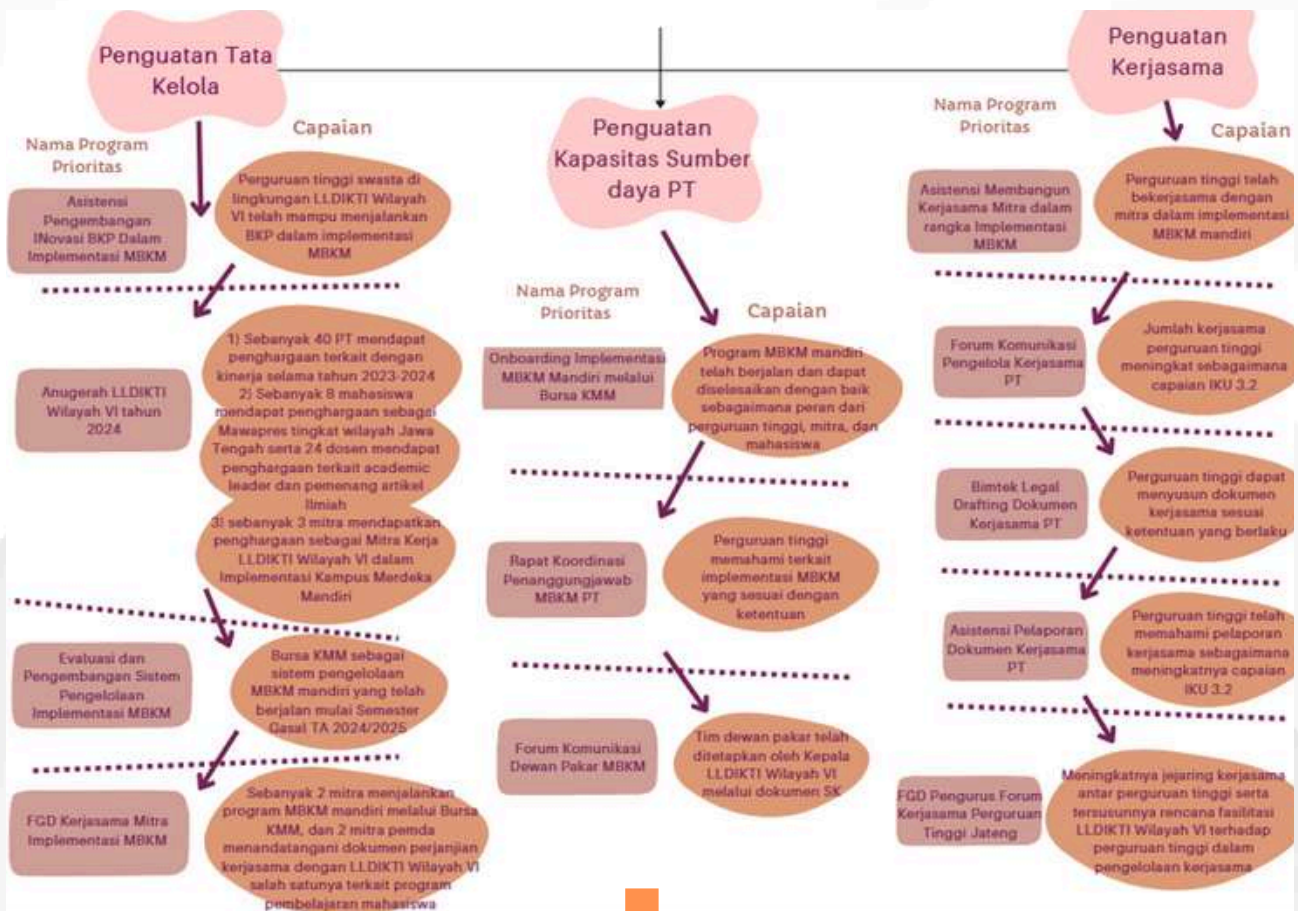 Penguatan Tata
Kelola
Nama Program
Prioritas
Capaian
Asistensi
Pengembangan
INovasi BKP Dalam
Implementasi MBKM
Perguruan tinggi swasta di
lingkungan LLDIKTI Wilayah
VI telah mampu menjalankan
BKP dalam implementasi
MBKM
Anugerah LLDIKTI
Wilayah VI tahun
2024
1) Sebanyak 40 PT mendapat
penghargaan terkait dengan
kinerja selama tahun 2023-2024
2) Sebanyak 8 mahasiswa
mendapat penghargaan sebagai
Mawapres tingkat wilayah Jawa
Tengah serta 24 dosen mendapat
penghargaan terkait academic
leader dan pemenang artikel
Ilmiah
3) sebanyak 3 mitra mendapatkan
penghargaan sebagai Mitra Kerja
LLDIKTI Wilayah VI dalam
Implementasi Kampus Merdeka
Mandiri
Evaluasi dan
Pengembangan Sistem
Pengelolaan
Implementasi MBKM
Bursa KMM sebagai
sistem pengelolaan
MBKM mandiri yang telah
berjalan mulai Semester
Gasal TA 2024/2025
FGD Kerjasama Mitra
Implementasi MBKM
Sebanyak 2 mitra menjalankan
program MBKM mandiri melalui Bursa
KMM, dan 2 mitra pemda
menandatangani dokumen perjanjian
kerjasama dengan LLDIKTI Wilayah VI
salah satunya terkait program
pembelajaran mahasiswa
Penguatan
Kapasitas Sumber
daya PT
Nama Program
Prioritas
Capaian
Onboarding Implementasi
MBKM Mandiri melalui
Bursa KMM
Program MBKM mandiri
telah berjalan dan dapat
diselesaikan dengan baik
sebagaimana peran dari
perguruan tinggi, mitra, dan
mahasiswa
Rapat Koordinasi
Penanggungjawab
MBKM PT
Perguruan tinggi
memahami terkait
implementasi MBKM
yang sesuai dengan
ketentuan
Forum Komunikasi
Dewan Pakar MBKM
Tim dewan pakar telah
ditetapkan oleh Kepala
LLDIKTI Wilayah VI
melalui dokumen SK
Penguatan
Kerjasama
Nama Program
Prioritas
Capaian
Asistensi Membangun
Kerjasama Mitra dalam
rangka Implementasi
MBKM
Perguruan tinggi telah
bekerjasama dengan
mitra dalam implementasi
MBKM mandiri
Forum Komunikasi
Pengelola Kerjasama
PT
Jumlah kerjasama
perguruan tinggi
meningkat sebagaimana
capaian IKU 3.2
Bimtek Legal
Drafting Dokumen
Kerjasama PT
Perguruan tinggi dapat
menyusun dokumen
kerjasama sesuai
ketentuan yang berlaku
Asistensi Pelaporan
Dokumen Kerjasama
PT
Perguruan tinggi telah
memahami pelaporan
kerjasama sebagaimana
meningkatnya capaian
IKU 3.2
FGD Pengurus Forum
Kerjasama Perguruan
Tinggi Jateng
Meningkatnya jejaring kerjasama
antar perguruan tinggi serta
tersusunnya rencana fasilitasi
LLDIKTI Wilayah VI terhadap
perguruan tinggi dalam
pengelolaan kerjasama